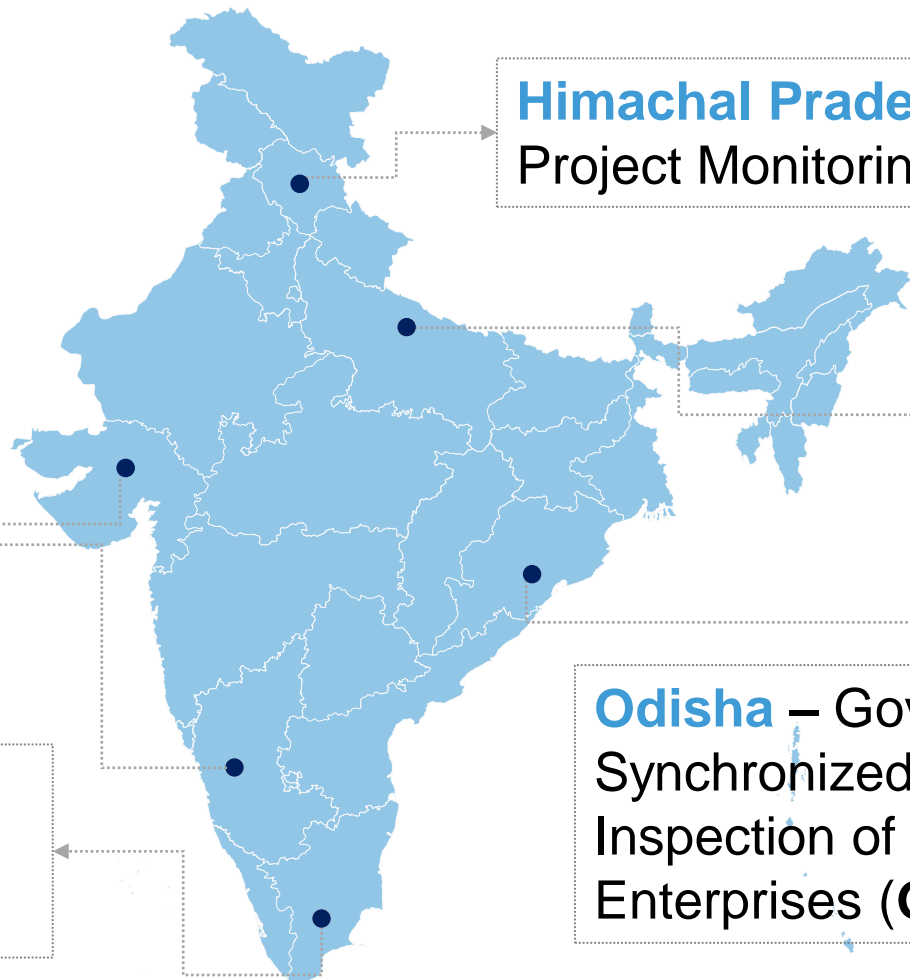 Himachal Prade
Project Monitorin
Odisha – Gov
Synchronized
Inspection of
Enterprises (